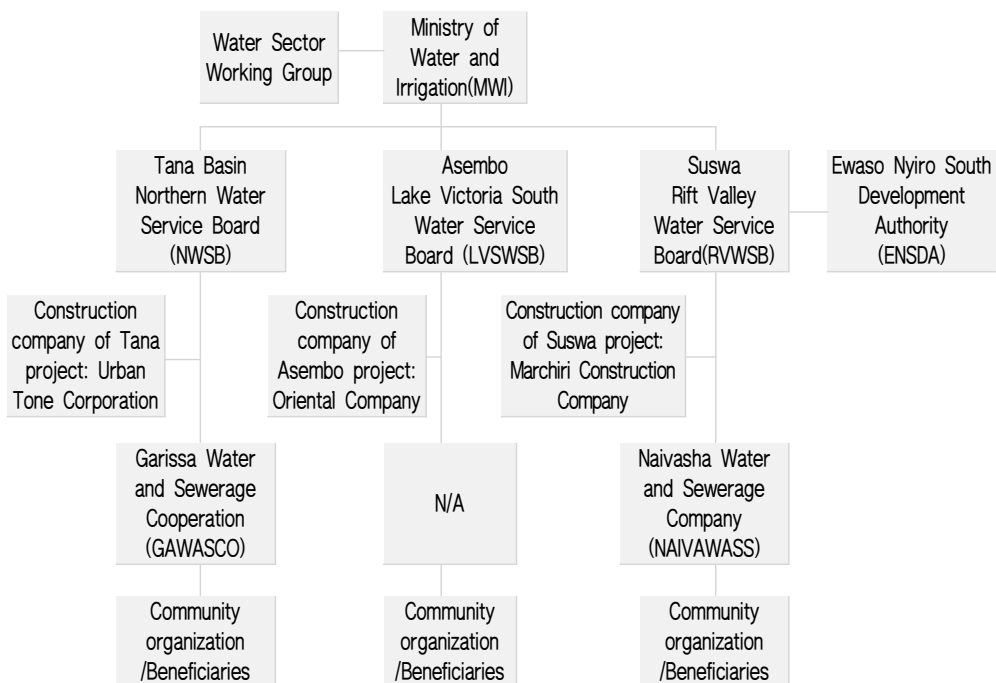 Water Sector
Working Group
Ministry of
Water and
Irrigation(MWI)
Tana Basin
Northern Water
Service Board
(NWSB)
Asembo
Lake Victoria South
Water Service
Board (LVSWSB)
Suswa
Rift Valley
Water Service
Board(RVWSB)
Ewaso Nyiro South
Development
Authority
(ENSDA)
Construction
company of Tana
project: Urban
Tone Corporation
Construction
company of
Asembo project:
Oriental Company
Construction company
of Suswa project:
Marchiri Construction
Company
Garissa Water
and Sewerage
Cooperation
(GAWASCO)
N/A
Naivasha Water
and Sewerage
Company
(NAIVAWASS)
Community
organization
/Beneficiaries
Community
organization
/Beneficiaries
Community
organization
/Beneficiaries